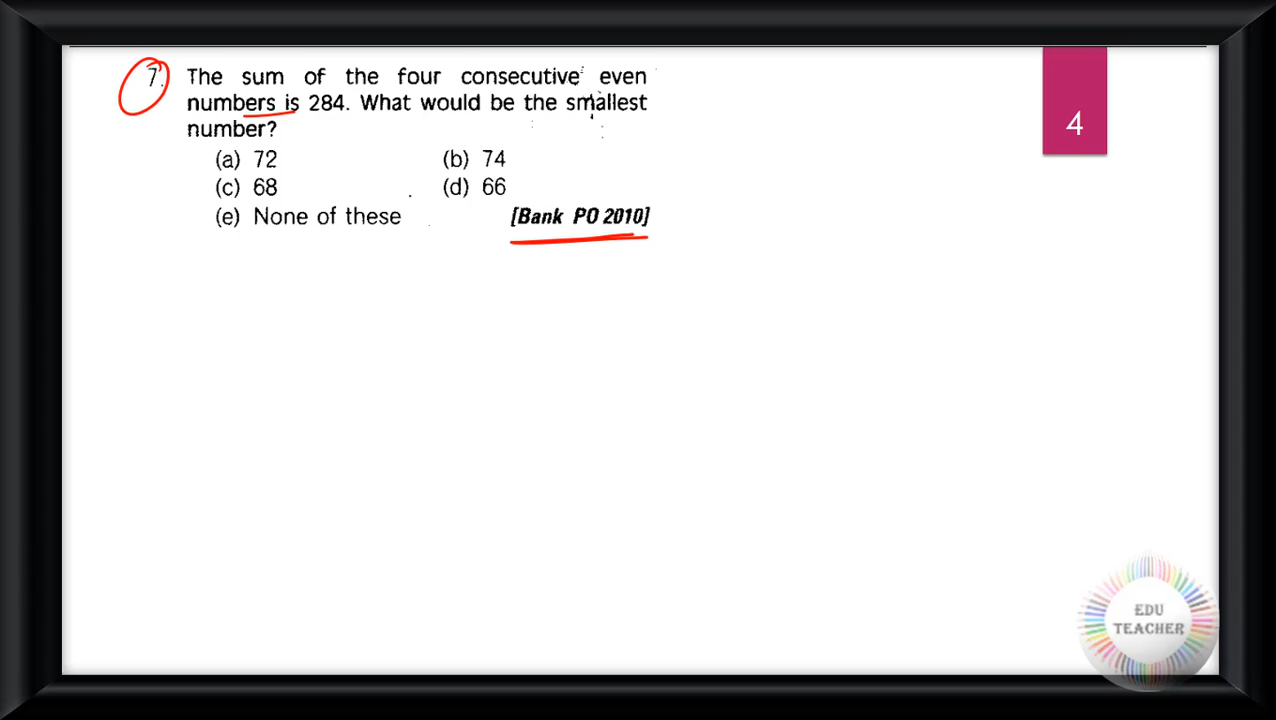 7. The sum of the four consecutive even
numbers is 284. What would be the smallest
number?
(a) 72 (b) 74
(c) 68 (d) 66
(e) None of these [Bank PO 2010]
4
EDU
TEACHER